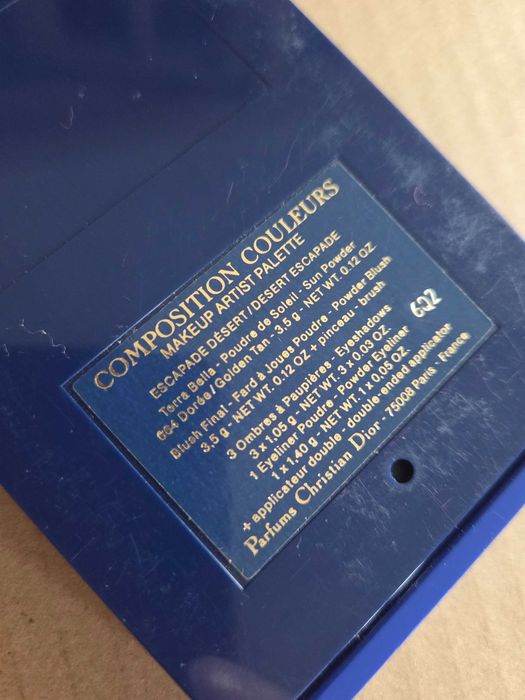 COMPOSITION COULEURS
MAKEUP ARTIST PALETTE
ESCAPADE DÉSERT / DESERT ESCAPADE
Terra Bella - Poudre de Soleil - Sun Powder
604 Dorée / Golden Tan - 3,5 g - NET WT. 0.12 OZ
Blush Final - Fard à Joues Poudre - Powder Blush
3,5 g - NET WT. 0.12 OZ + pinceau - brush
3 Ombres à Paupières - Eyeshadows
3 x 1,05 g - NET WT. 3 x 0.03 OZ
1 Eyeliner Poudre - Powder Eyeliner
1 x 1,40 g - NET WT. 1 x 0.05 OZ
+ applicateur double - double-ended applicator
Parfums Christian Dior - 75008 Paris - France
6Q2